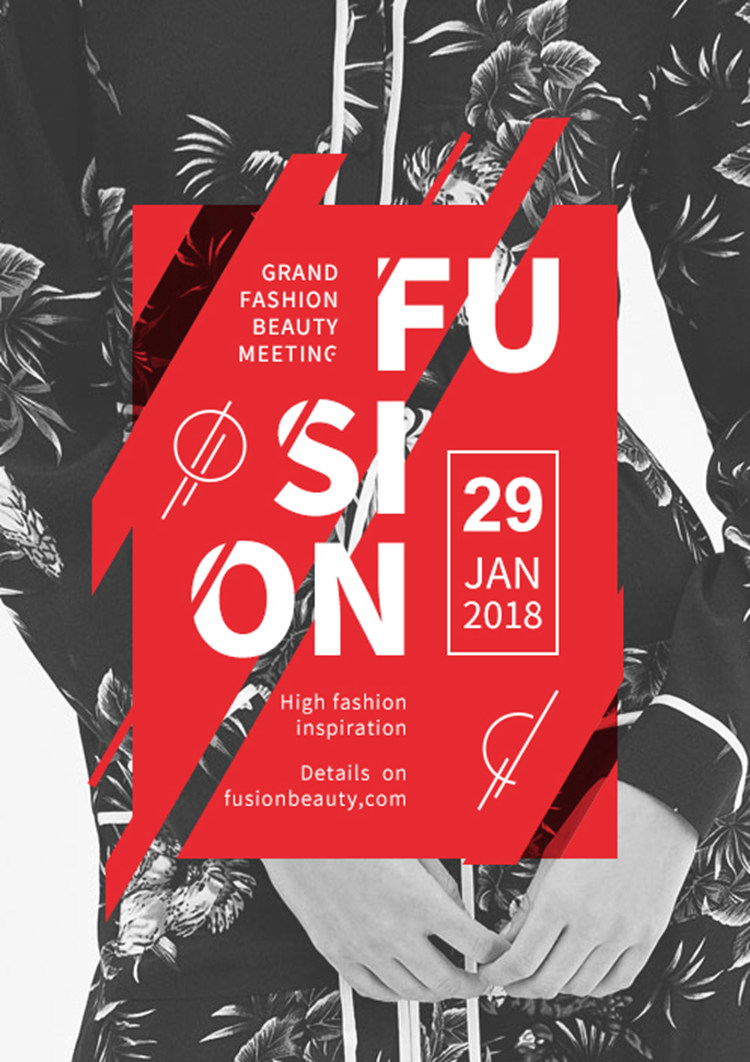 GRAND
FASHION
BEAUTY
MEETING
FU
SI
ON
29
JAN
2018
High fashion
inspiration
Details on
fusionbeauty,com